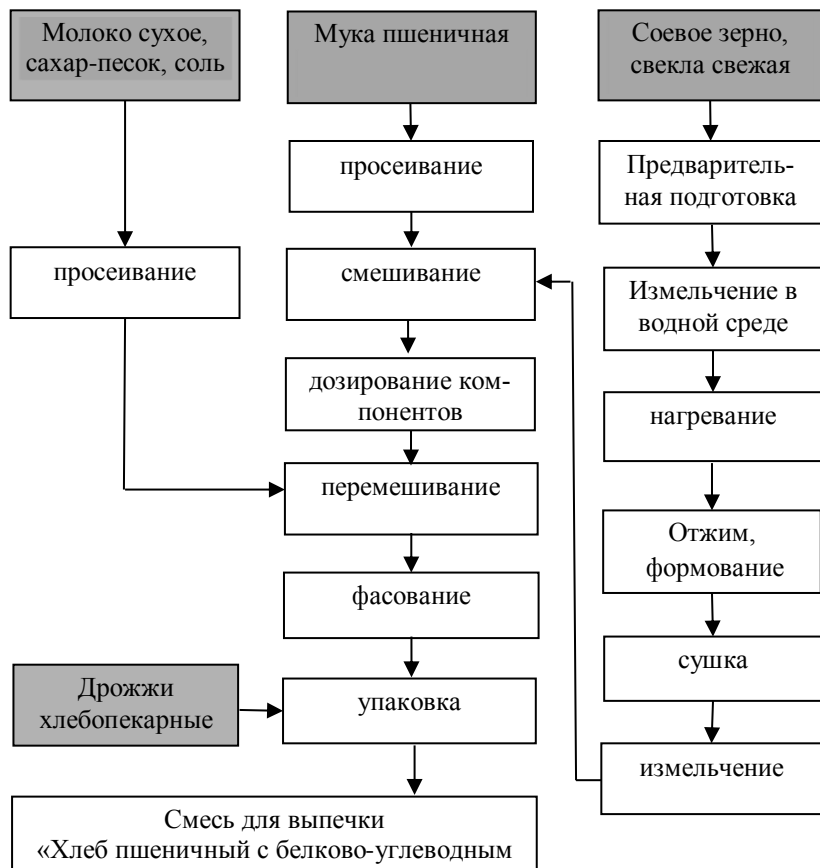 Молоко сухое,
сахар-песок, соль
просеивание
Мука пшеничная
просеивание
смешивание
дозирование ком-
понентов
перемешивание
фасование
Дрожжи
хлебопекарные
упаковка
Соевое зерно,
свекла свежая
Предваритель-
ная подготовка
Измельчение в
водной среде
нагревание
Отжим,
формование
сушка
измельчение
Смесь для выпечки
«Хлеб пшеничный с белково-углеводным